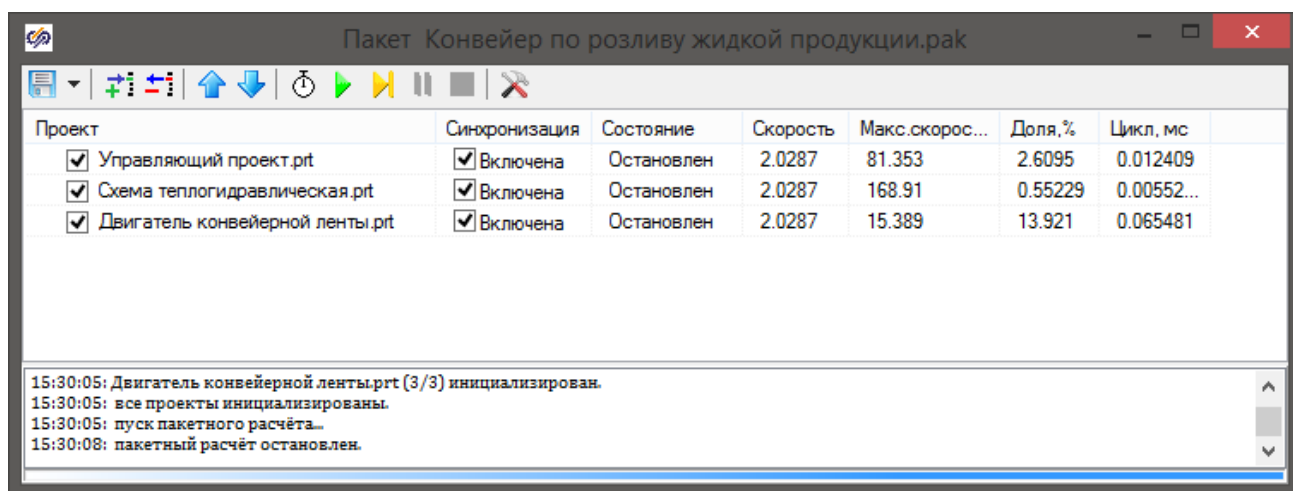 Пакет Конвейер по розливу жидкой продукции.pak
Проект Синхронизация Состояние Скорость Макс.скорос... Доля,% Цикл, мс
Управляющий проект.prt Включена Остановлен 2.0287 81.353 2.6095 0.012409
Схема теплогидравлическая.prt Включена Остановлен 2.0287 168.91 0.55229 0.00552...
Двигатель конвейерной ленты.prt Включена Остановлен 2.0287 15.389 13.921 0.065481
15:30:05: Двигатель конвейерной ленты.prt (3/3) инициализирован.
15:30:05: все проекты инициализированы.
15:30:05: пуск пакетного расчёта...
15:30:08: пакетный расчёт остановлен.